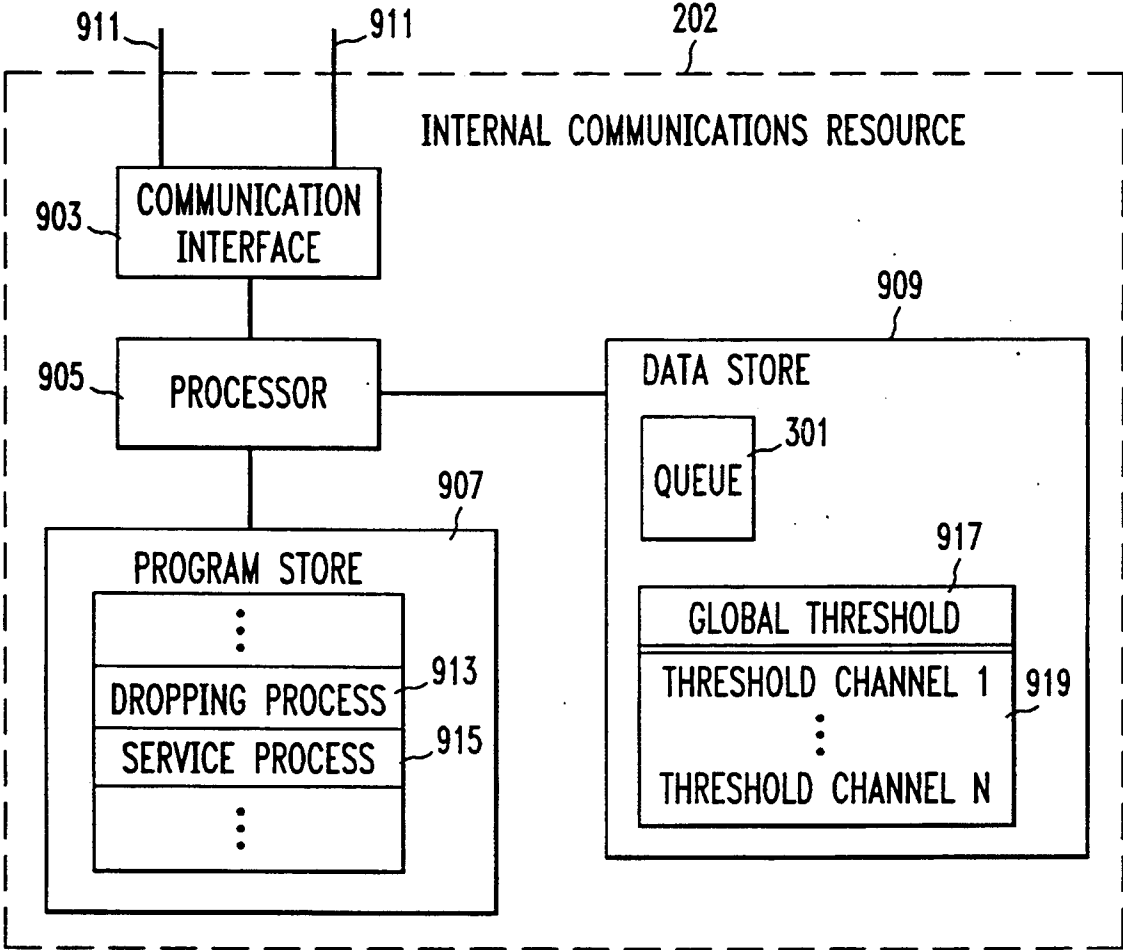 911
911
202
INTERNAL COMMUNICATIONS RESOURCE
903
COMMUNICATION
INTERFACE
905
PROCESSOR
909
DATA STORE
301
QUEUE
907
PROGRAM STORE
917
GLOBAL THRESHOLD
913
DROPPING PROCESS
THRESHOLD CHANNEL 1
919
915
SERVICE PROCESS
THRESHOLD CHANNEL N